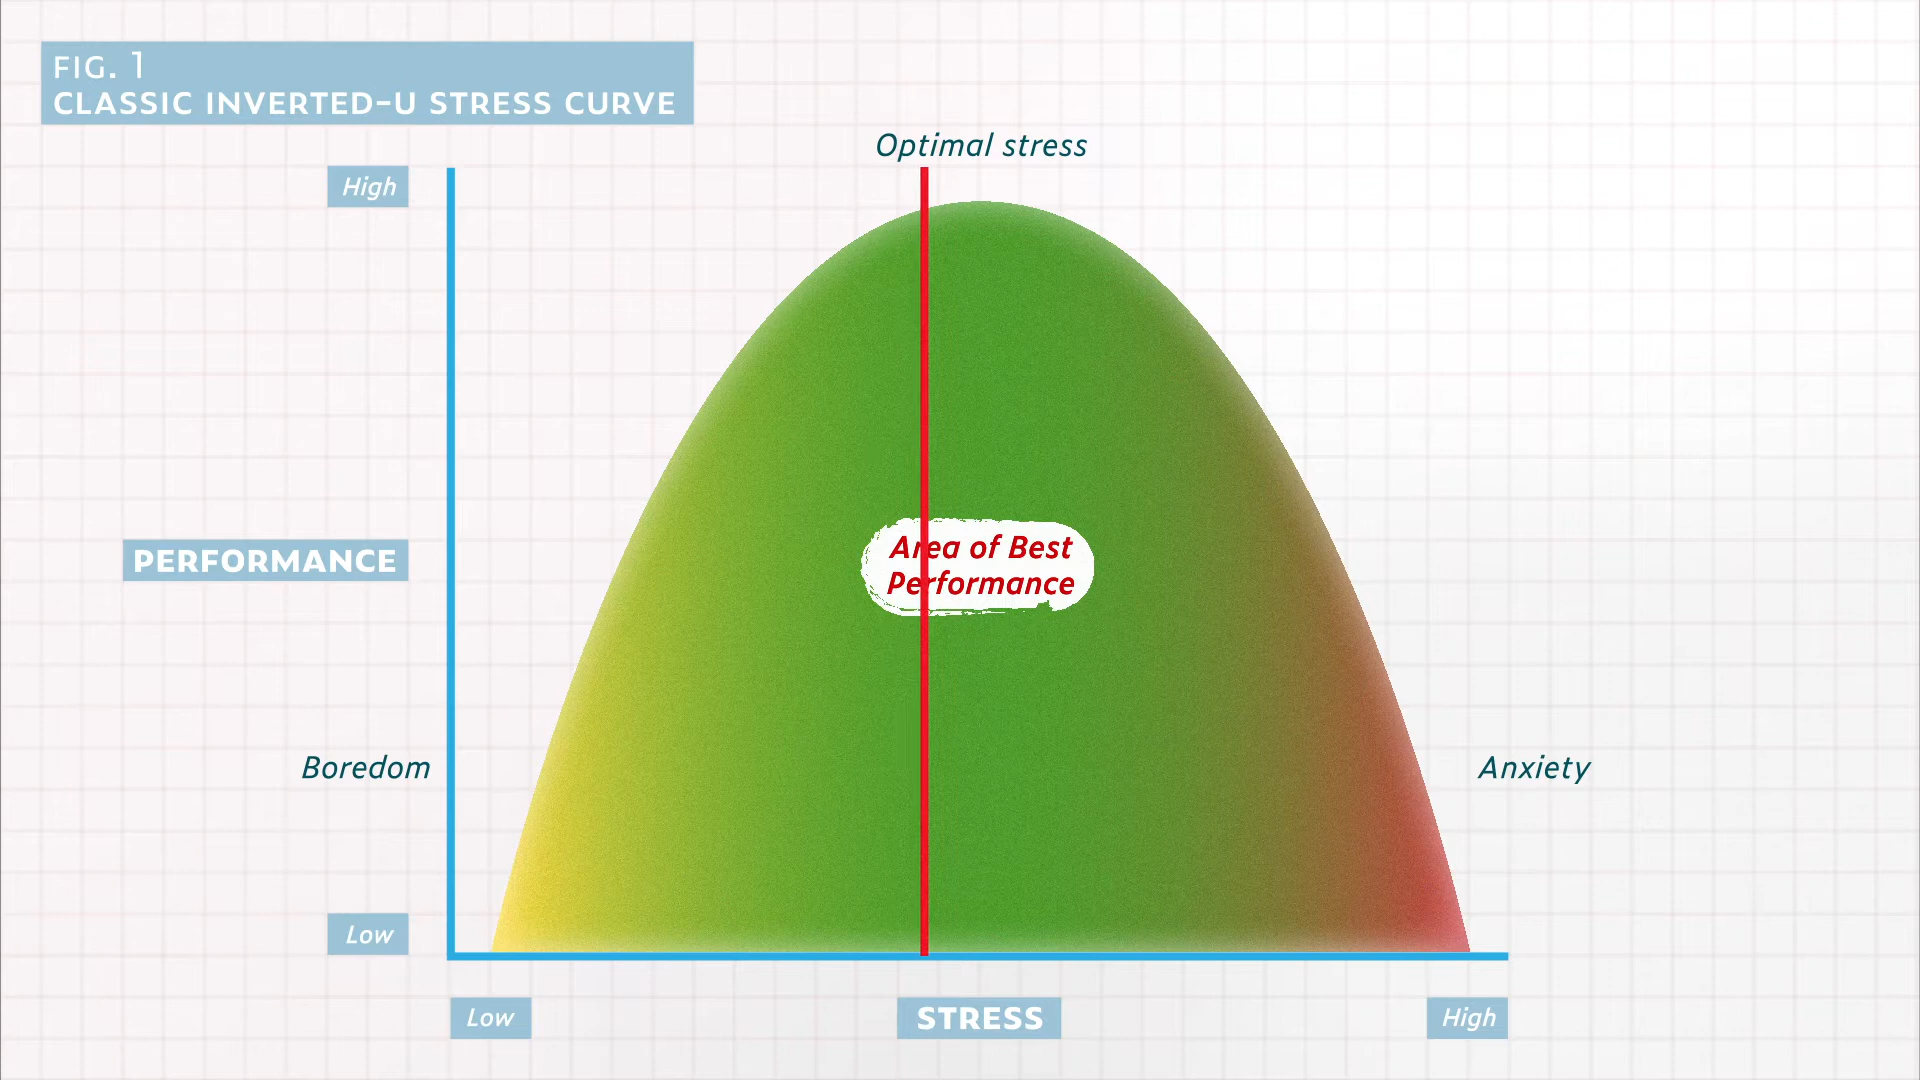 FIG. 1
CLASSIC INVERTED-U STRESS CURVE
Optimal stress
High
Area of Best
Performance
PERFORMANCE
Boredom
Anxiety
Low
Low
STRESS
High